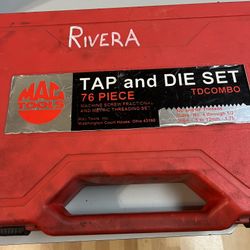 RIVERA
MAC
TOOLS
TAP and DIE SET
76 PIECE
TDCOMBO
MACHINE SCREW FRACTIONAL
AND METRIC THREADING SET
MAC TOOLS, INC.
Washington Court House, Ohio 43160